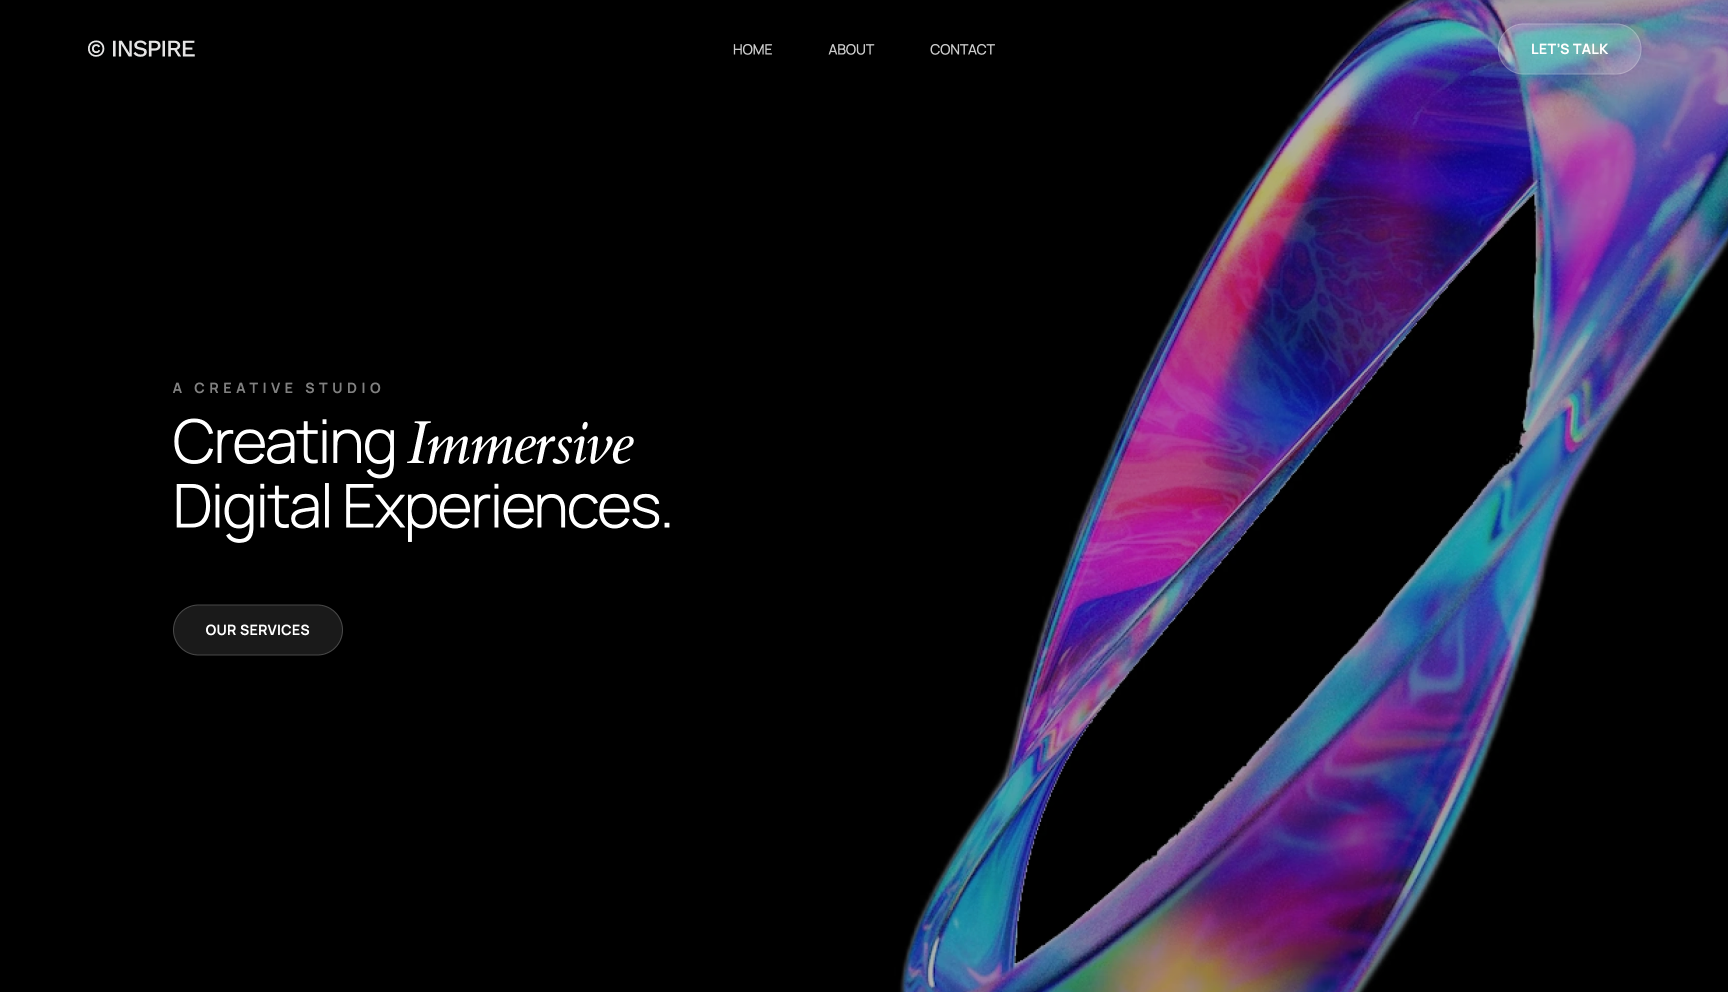 © INSPIRE
HOME
ABOUT
CONTACT
LET'S TALK
A CREATIVE STUDIO
Creating Immersive
Digital Experiences.
OUR SERVICES